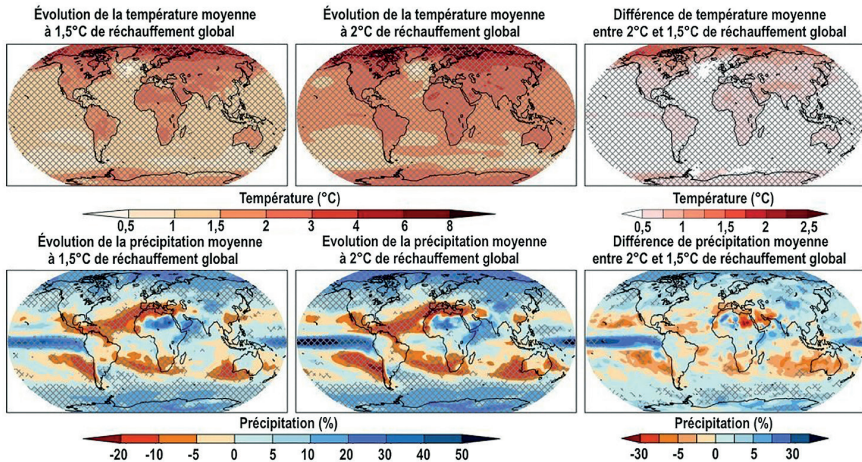 Évolution de la température moyenne
à 1,5°C de réchauffement global
Évolution de la température moyenne
à 2°C de réchauffement global
Différence de température moyenne
entre 2°C et 1,5°C de réchauffement global
Température (°C)
0,5 1 1,5 2 3 4 6 8
Température (°C)
0,5 1 1,5 2 2,5
Évolution de la précipitation moyenne
à 1,5°C de réchauffement global
Evolution de la précipitation moyenne
à 2°C de réchauffement global
Différence de précipitation moyenne
entre 2°C et 1,5°C de réchauffement global
Précipitation (%)
-20 -10 -5 0 5 10 20 30 40 50
Précipitation (%)
-30 -5 0 5 30